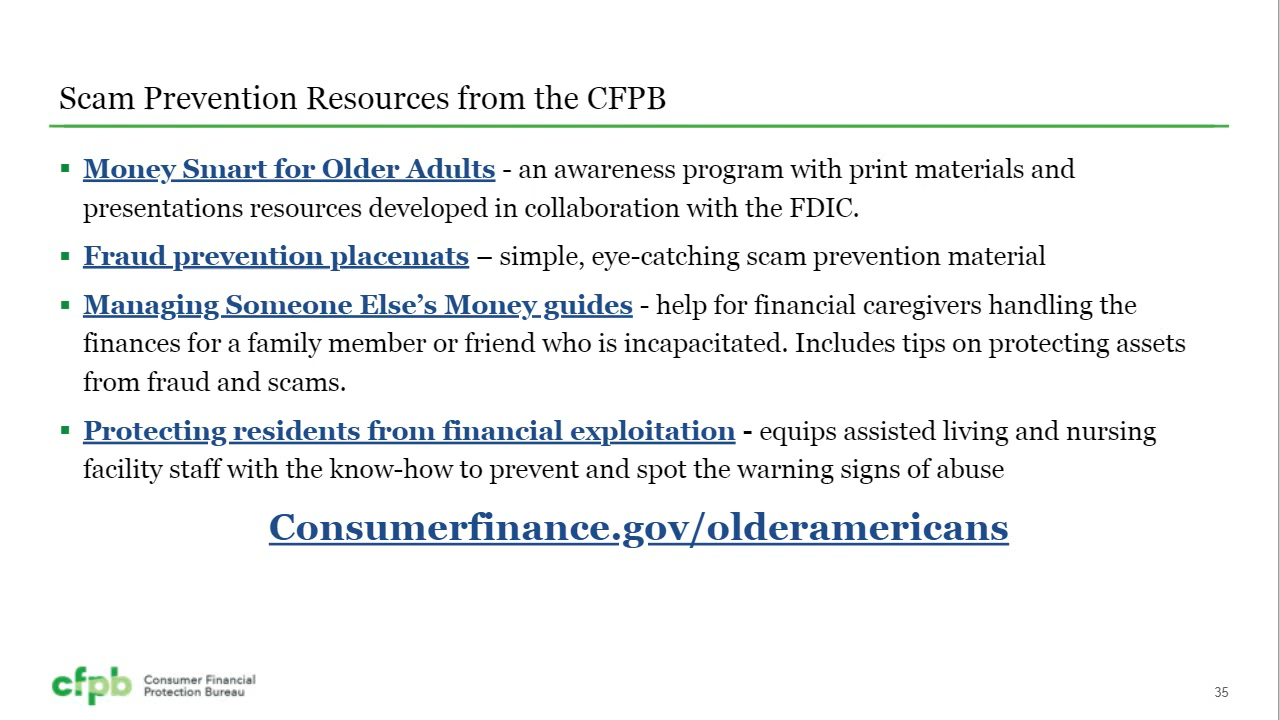 Scam Prevention Resources from the CFPB
▪ Money Smart for Older Adults - an awareness program with print materials and
presentations resources developed in collaboration with the FDIC.
▪ Fraud prevention placemats – simple, eye-catching scam prevention material
▪ Managing Someone Else’s Money guides - help for financial caregivers handling the
finances for a family member or friend who is incapacitated. Includes tips on protecting assets
from fraud and scams.
▪ Protecting residents from financial exploitation - equips assisted living and nursing
facility staff with the know-how to prevent and spot the warning signs of abuse
Consumerfinance.gov/olderamericans
cfpb Consumer Financial
Protection Bureau
35